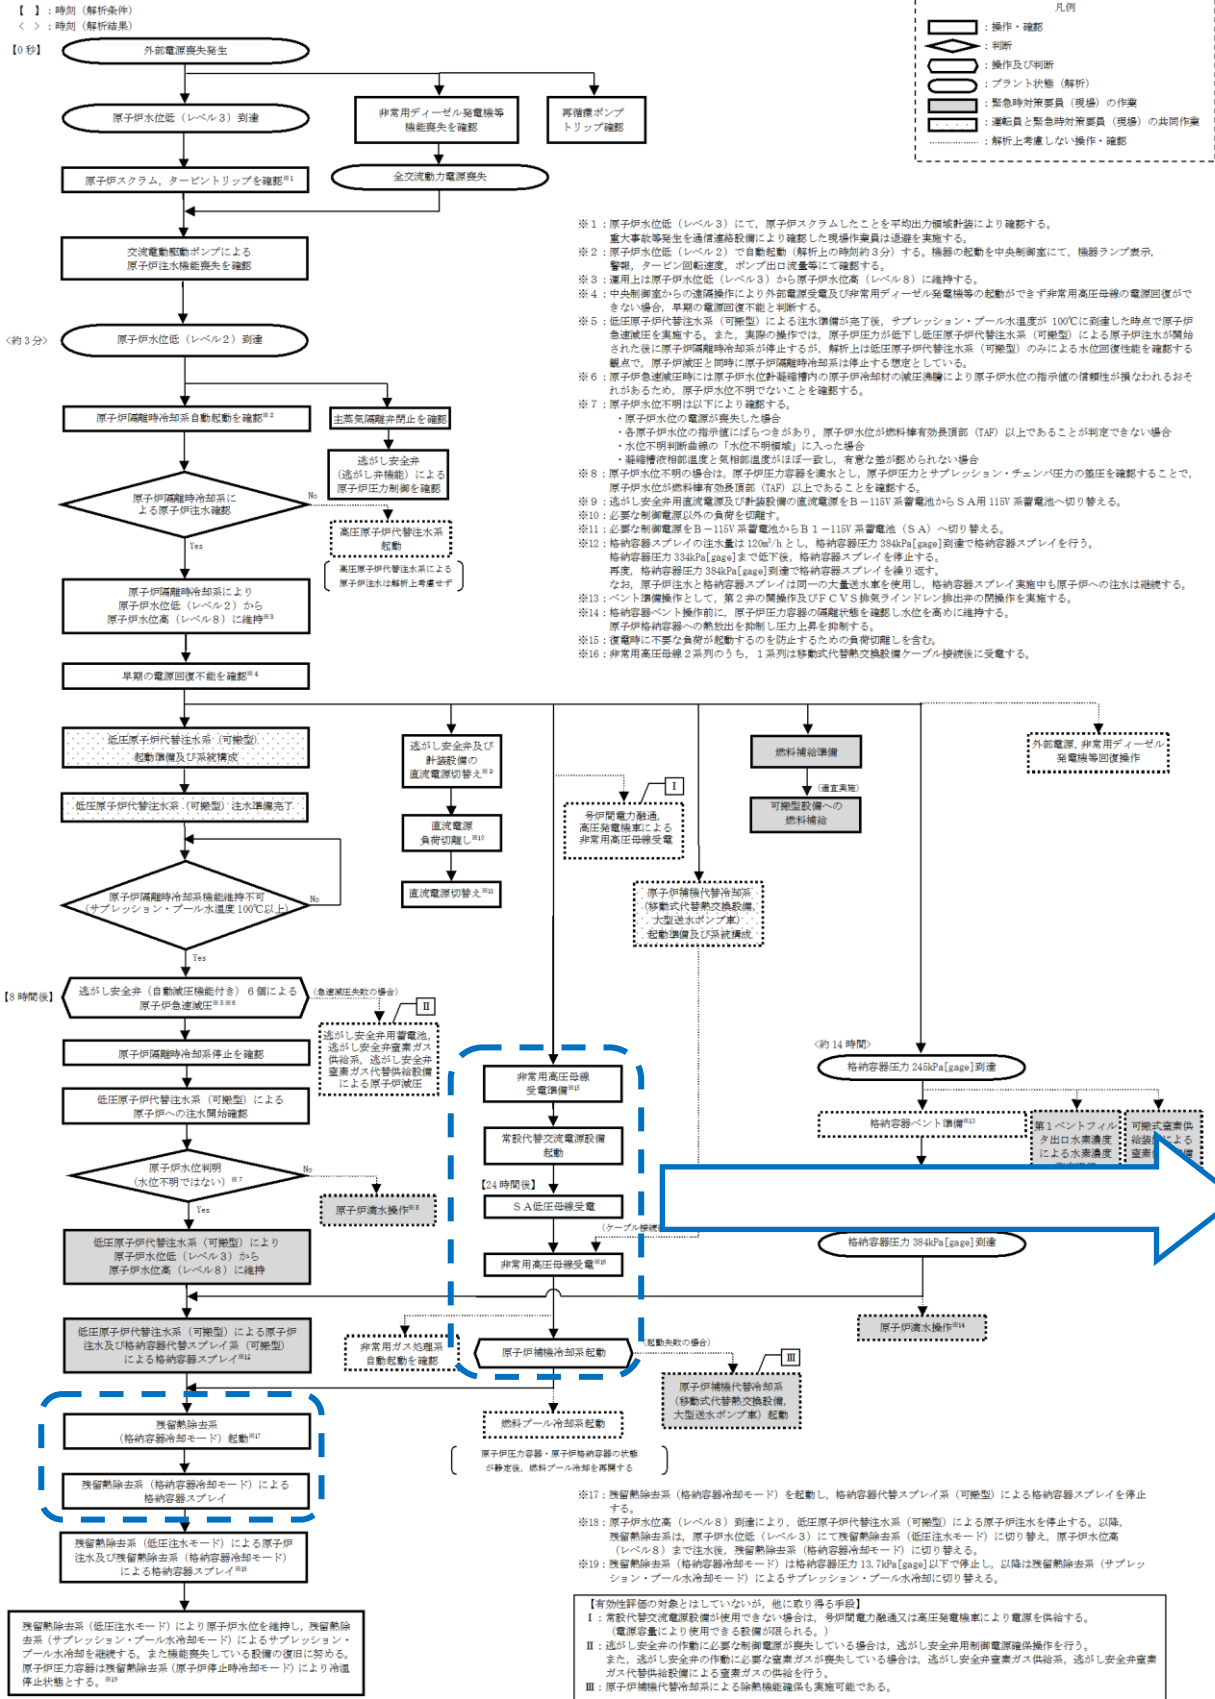 【 】：時刻（解析条件）
＜ ＞：時刻（解析結果）
【0秒】
外部電源喪失発生
凡例
：操作・確認
：判断
：操作及び判断
：プラント状態（解析）
：緊急時対策要員（現場）の作業
：運転員と緊急時対策要員（現場）の共同作業
：解析上考慮しない操作・確認
原子炉水位低（レベル3）到達
非常用ディーゼル発電機等
機能喪失を確認
再循環ポンプ
トリップ確認
原子炉スクラム，タービントリップを確認※1
全交流動力電源喪失
交流電動駆動ポンプによる
原子炉注水機能喪失を確認
＜約3分＞
原子炉水位低（レベル2）到達
原子炉隔離時冷却系自動起動を確認※2
主蒸気隔離弁閉止を確認
逃がし安全弁
（逃がし弁機能）による
原子炉圧力制御を確認
原子炉隔離時冷却系に
よる原子炉注水確認
No
Yes
高圧原子炉代替注水系
起動
高圧原子炉代替注水系による
原子炉注水は解析上考慮せず
原子炉隔離時冷却系により
原子炉水位低（レベル2）から
原子炉水位高（レベル8）に維持※3
早期の電源回復不能を確認※4
※1：原子炉水位低（レベル3）にて，原子炉スクラムしたことを平均出力領域計装により確認する。
重大事故等発生を通信連絡設備により確認した現場作業員は退避を実施する。
※2：原子炉水位低（レベル2）で自動起動（解析上の時刻約3分）する。機器の起動を中央制御室にて，機器ランプ表示，
警報，タービン回転速度，ポンプ出口流量等にて確認する。
※3：運用上は原子炉水位低（レベル3）から原子炉水位高（レベル8）に維持する。
※4：中央制御室からの遠隔操作により外部電源受電及び非常用ディーゼル発電機等の起動ができず非常用高圧母線の電源回復がで
きない場合，早期の電源回復不能と判断する。
※5：低圧原子炉代替注水系（可搬型）による注水準備が完了後，サプレッション・プール水温度が 100℃に到達した時点で原子炉
急速減圧を実施する。また，実際の操作では，原子炉圧力が低下し低圧原子炉代替注水系（可搬型）による原子炉注水が開始
された後に原子炉隔離時冷却系が停止するが，解析上は低圧原子炉代替注水系（可搬型）のみによる水位回復性能を確認する
観点で，原子炉減圧と同時に原子炉隔離時冷却系は停止する想定としている。
※6：原子炉急速減圧時には原子炉水位計凝縮槽内の原子炉冷却材の減圧沸騰により原子炉水位の指示値の信頼性が損なわれるおそ
れがあるため，原子炉水位不明でないことを確認する。
※7：原子炉水位不明は以下により確認する。
・原子炉水位の電源が喪失した場合
・各原子炉水位の指示値にばらつきがあり，原子炉水位が燃料棒有効長頂部（TAF）以上であることが判定できない場合
・水位不明判断曲線の「水位不明領域」に入った場合
・凝縮槽液相部温度と気相部温度がほぼ一致し，有意な差が認められない場合
※8：原子炉水位不明の場合は，原子炉圧力容器を満水とし，原子炉圧力とサプレッション・チェンバ圧力の差圧を確認することで，
原子炉水位が燃料棒有効長頂部（TAF）以上であることを確認する。
※9：逃がし安全弁用直流電源及び計装設備の直流電源をB－115V系蓄電池からSA用115V系蓄電池へ切り替える。
※10：必要な制御電源以外の負荷を切離す。
※11：必要な制御電源をB－115V系蓄電池からB1－115V系蓄電池（SA）へ切り替える。
※12：格納容器スプレイの注水量は120m³/hとし，格納容器圧力384kPa[gage]到達で格納容器スプレイを行う。
格納容器圧力334kPa[gage]まで低下後，格納容器スプレイを停止する。
再度，格納容器圧力384kPa[gage]到達で格納容器スプレイを繰り返す。
なお，原子炉注水と格納容器スプレイは同一の大量送水車を使用し，格納容器スプレイ実施中も原子炉への注水は継続する。
※13：ベント準備操作として，第2弁の開操作及びFCVS排気ラインドレン排出弁の閉操作を実施する。
※14：格納容器ベント操作前に，原子炉圧力容器の隔離状態を確認し水位を高めに維持する。
原子炉格納容器への熱放出を抑制し圧力上昇を抑制する。
※15：復電時に不要な負荷が起動するのを防止するための負荷切離しを含む。
※16：非常用高圧母線2系列のうち，1系列は移動式代替熱交換設備ケーブル接続後に受電する。
低圧原子炉代替注水系（可搬型）
起動準備及び系統構成
低圧原子炉代替注水系（可搬型）注水準備完了
原子炉隔離時冷却系機能維持不可
（サプレッション・プール水温度100℃以上）
No
Yes
逃がし安全弁及び
計装設備の
直流電源切替え※9
直流電源
負荷切離し※10
直流電源切替え※11
Ⅰ
号炉間電力融通，
高圧発電機車による
非常用高圧母線受電
原子炉補機代替冷却系
（移動式代替熱交換設備，
大型送水ポンプ車）
起動準備及び系統構成
燃料補給準備
（適宜実施）
可搬型設備への
燃料補給
外部電源，非常用ディーゼル
発電機等回復操作
【8時間後】
逃がし安全弁（自動減圧機能付き）6個による
原子炉急速減圧※5※6
（急速減圧失敗の場合）
Ⅱ
逃がし安全弁用蓄電池，
逃がし安全弁窒素ガス
供給系，逃がし安全弁
窒素ガス代替供給設備
による原子炉減圧
原子炉隔離時冷却系停止を確認
低圧原子炉代替注水系（可搬型）による
原子炉への注水開始確認
原子炉水位判明
（水位不明ではない）※7
No
Yes
原子炉満水操作※8
低圧原子炉代替注水系（可搬型）により
原子炉水位低（レベル3）から
原子炉水位高（レベル8）に維持
非常用高圧母線
受電準備※15
常設代替交流電源設備
起動
【24時間後】
SA低圧母線受電
（ケーブル接続
非常用高圧母線受電※16
＜約14時間＞
格納容器圧力245kPa[gage]到達
格納容器ベント準備※13
第1ベントフィル
タ出口水素濃度
による水素濃度
可搬式窒素供
給装置による
窒素
備
格納容器圧力384kPa[gage]到達
原子炉満水操作※14
低圧原子炉代替注水系（可搬型）による原子炉
注水及び格納容器代替スプレイ系（可搬型）
による格納容器スプレイ※12
非常用ガス処理系
自動起動を確認
原子炉補機冷却系起動
（起動失敗の場合）
Ⅲ
原子炉補機代替冷却系
（移動式代替熱交換設備，
大型送水ポンプ車）起動
燃料プール冷却系起動
原子炉圧力容器・原子炉格納容器の状態
が静定後，燃料プール冷却を再開する
残留熱除去系
（格納容器冷却モード）起動※17
残留熱除去系（格納容器冷却モード）による
格納容器スプレイ
残留熱除去系（低圧注水モード）による原子炉
注水及び残留熱除去系（格納容器冷却モード）
による格納容器スプレイ※18
残留熱除去系（低圧注水モード）により原子炉水位を維持し，残留熱除
去系（サプレッション・プール水冷却モード）によるサプレッション・
プール水冷却を継続する。また機能喪失している設備の復旧に努める。
原子炉圧力容器は残留熱除去系（原子炉停止時冷却モード）により冷温
停止状態とする。※19
※17：残留熱除去系（格納容器冷却モード）を起動し，格納容器代替スプレイ系（可搬型）による格納容器スプレイを停止
する。
※18：原子炉水位高（レベル8）到達により，低圧原子炉代替注水系（可搬型）による原子炉注水を停止する。以降，
残留熱除去系は，原子炉水位低（レベル3）にて残留熱除去系（低圧注水モード）に切り替え，原子炉水位高
（レベル8）まで注水後，残留熱除去系（格納容器冷却モード）に切り替える。
※19：残留熱除去系（格納容器冷却モード）は格納容器圧力13.7kPa[gage]以下で停止し，以降は残留熱除去系（サプレッ
ション・プール水冷却モード）によるサプレッション・プール水冷却に切り替える。
【有効性評価の対象とはしていないが，他に取り得る手段】
Ⅰ：常設代替交流電源設備が使用できない場合は，号炉間電力融通又は高圧発電機車により電源を供給する。
（電源容量により使用できる設備が限られる。）
Ⅱ：逃がし安全弁の作動に必要な制御電源が喪失している場合は，逃がし安全弁用制御電源確保操作を行う。
また，逃がし安全弁の作動に必要な窒素ガスが喪失している場合は，逃がし安全弁窒素ガス供給系，逃がし安全弁窒素
ガス代替供給設備による窒素ガスの供給を行う。
Ⅲ：原子炉補機代替冷却系による除熱機能確保も実施可能である。